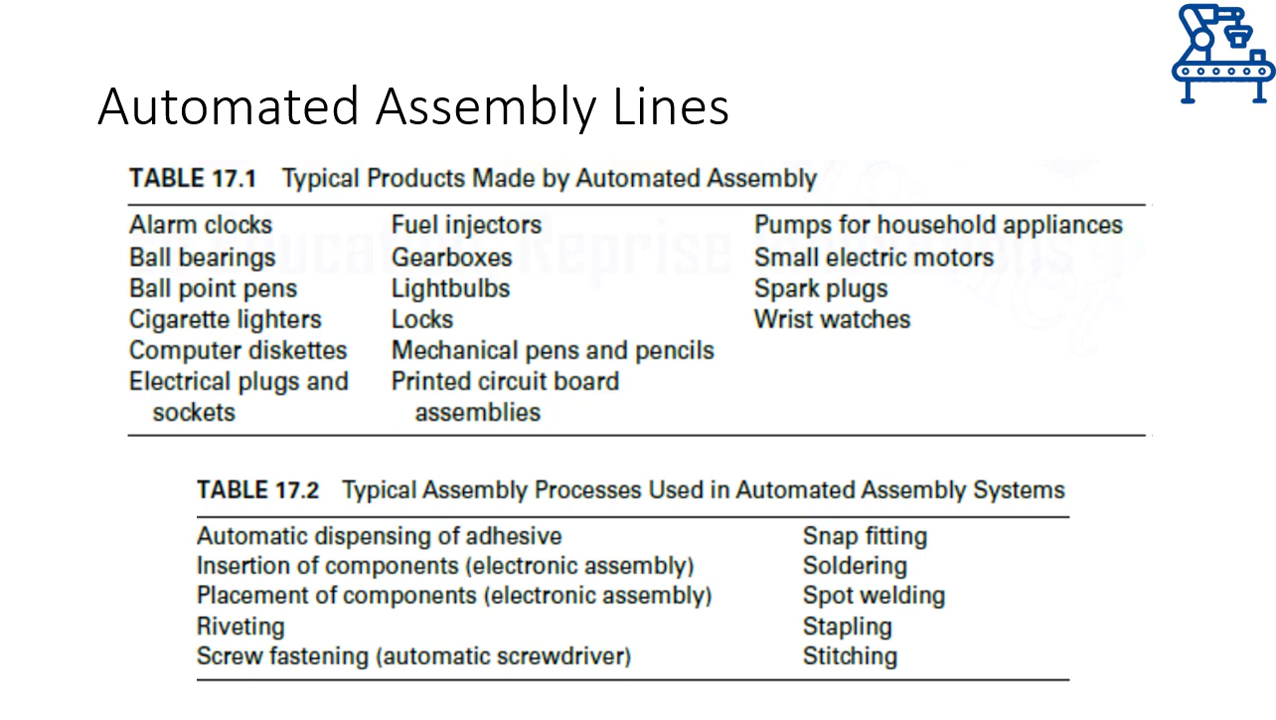 Automated Assembly Lines
TABLE 17.1 Typical Products Made by Automated Assembly
Alarm clocks
Ball bearings
Ball point pens
Cigarette lighters
Computer diskettes
Electrical plugs and
sockets
Fuel injectors
Gearboxes
Lightbulbs
Locks
Mechanical pens and pencils
Printed circuit board
assemblies
Pumps for household appliances
Small electric motors
Spark plugs
Wrist watches
TABLE 17.2 Typical Assembly Processes Used in Automated Assembly Systems
Automatic dispensing of adhesive
Insertion of components (electronic assembly)
Placement of components (electronic assembly)
Riveting
Screw fastening (automatic screwdriver)
Snap fitting
Soldering
Spot welding
Stapling
Stitching